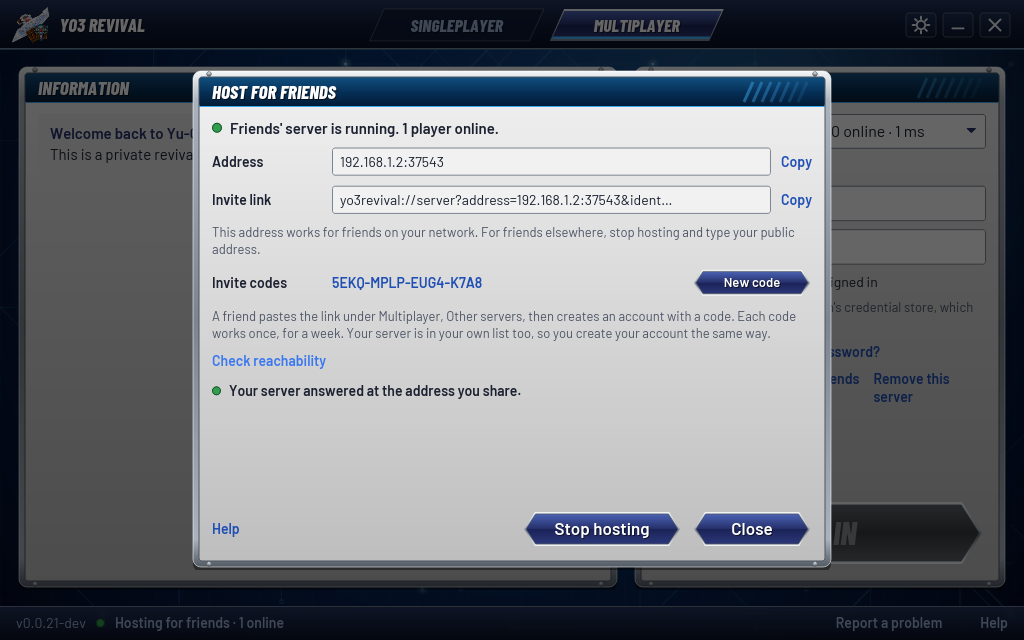 YO3 REVIVAL
SINGLEPLAYER
MULTIPLAYER
INFORMATION
Welcome back to Yu-
This is a private reviva
HOST FOR FRIENDS
Friends' server is running. 1 player online.
Address
192.168.1.2:37543
Copy
Invite link
yo3revival://server?address=192.168.1.2:37543&ident...
Copy
This address works for friends on your network. For friends elsewhere, stop hosting and type your public
address.
Invite codes
5EKQ-MPLP-EUG4-K7A8
New code
A friend pastes the link under Multiplayer, Other servers, then creates an account with a code. Each code
works once, for a week. Your server is in your own list too, so you create your account the same way.
Check reachability
Your server answered at the address you share.
Help
Stop hosting
Close
0 online · 1 ms
igned in
's credential store, which
ssword?
ends
Remove this
server
IN
v0.0.21-dev
Hosting for friends · 1 online
Report a problem
Help